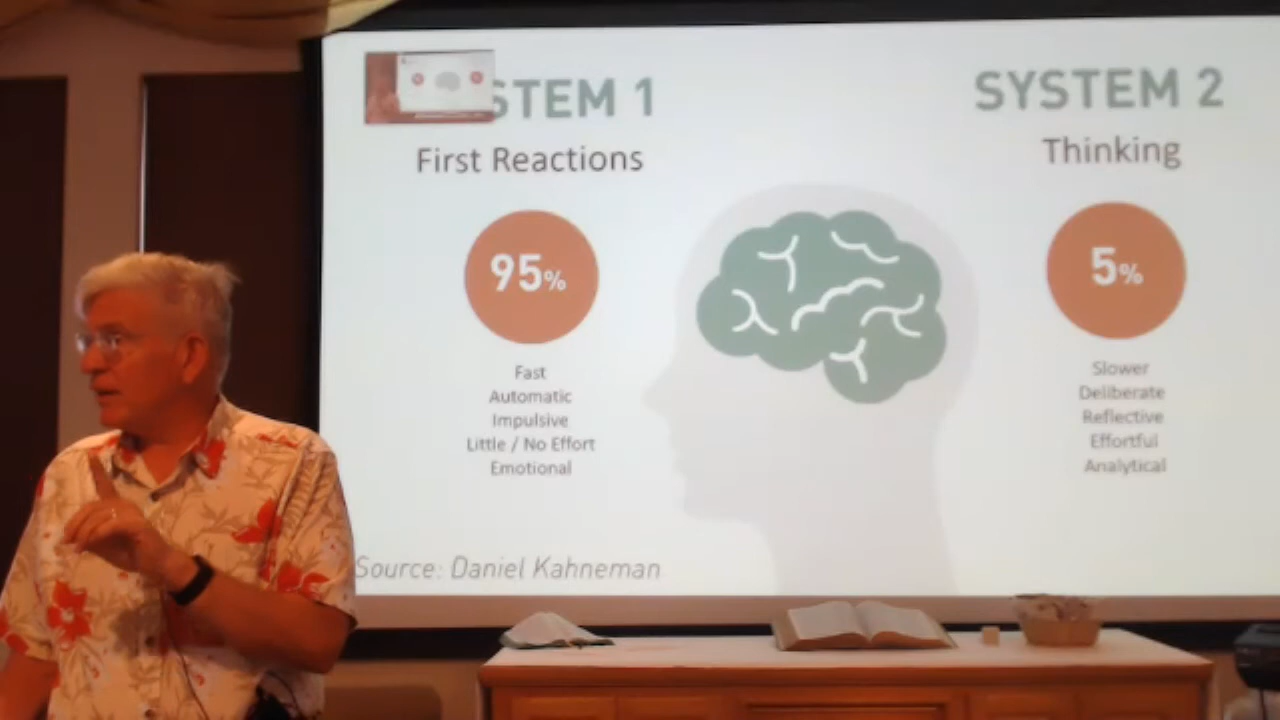 STEM 1
First Reactions
95%
Fast
Automatic
Impulsive
Little / No Effort
Emotional
SYSTEM 2
Thinking
5%
Slower
Deliberate
Reflective
Effortful
Analytical
Source: Daniel Kahneman